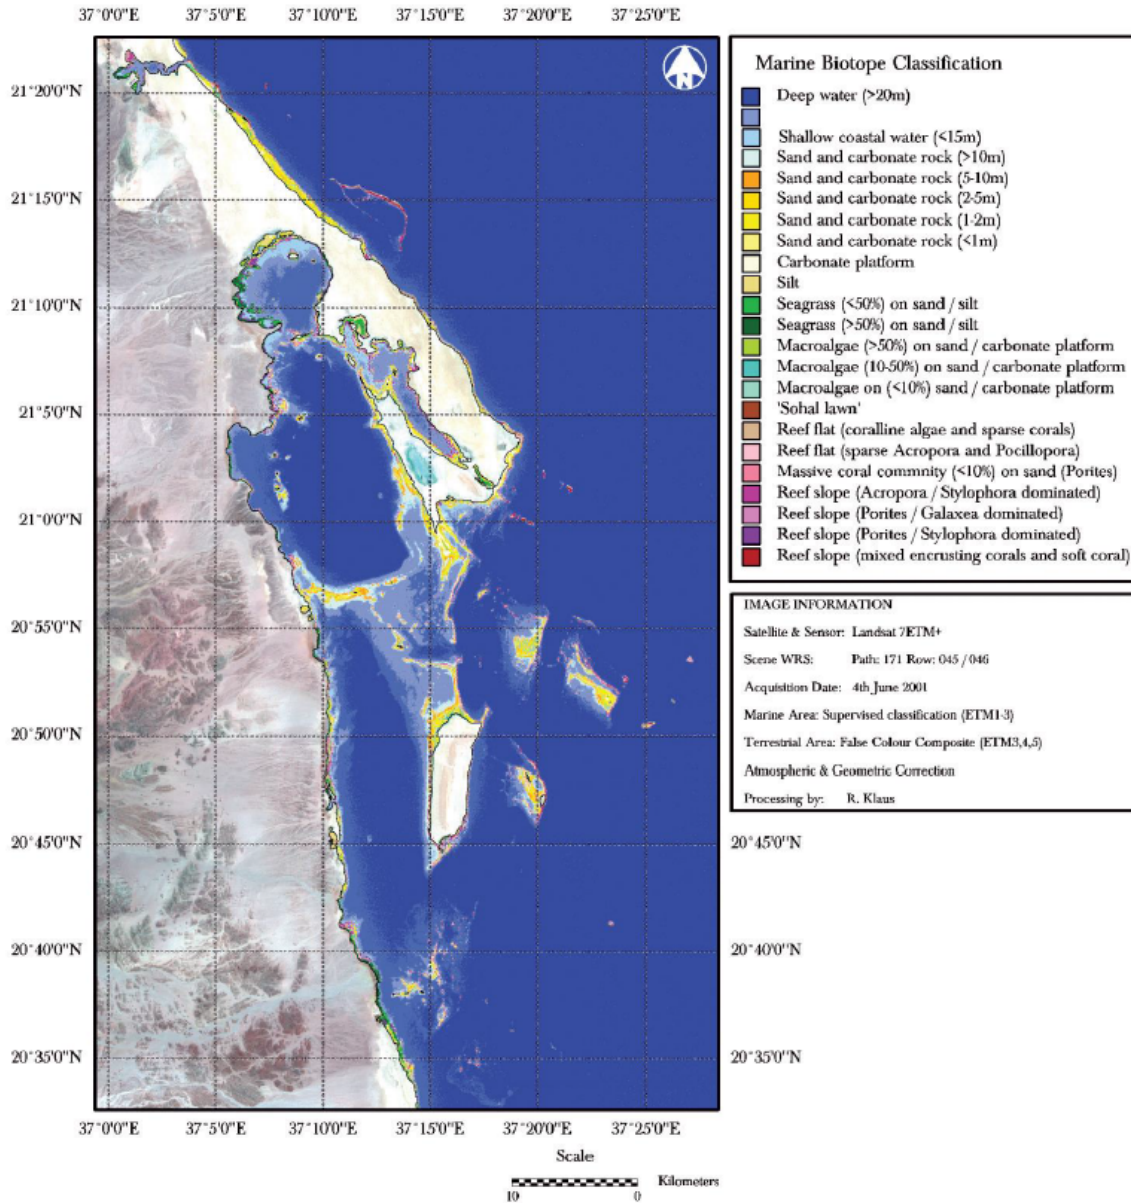 37°0'0"E 37°5'0"E 37°10'0"E 37°15'0"E 37°20'0"E 37°25'0"E
21°20'0"N
21°15'0"N
21°10'0"N
21°5'0"N
21°0'0"N
20°55'0"N
20°50'0"N
20°45'0"N
20°40'0"N
20°35'0"N
N
Marine Biotope Classification
Deep water (>20m)
Shallow coastal water (<15m)
Sand and carbonate rock (>10m)
Sand and carbonate rock (5-10m)
Sand and carbonate rock (2-5m)
Sand and carbonate rock (1-2m)
Sand and carbonate rock (<1m)
Carbonate platform
Silt
Seagrass (<50%) on sand / silt
Seagrass (>50%) on sand / silt
Macroalgae (>50%) on sand / carbonate platform
Macroalgae (10-50%) on sand / carbonate platform
Macroalgae on (<10%) sand / carbonate platform
'Sohal lawn'
Reef flat (coralline algae and sparse corals)
Reef flat (sparse Acropora and Pocillopora)
Massive coral commnity (<10%) on sand (Porites)
Reef slope (Acropora / Stylophora dominated)
Reef slope (Porites / Galaxea dominated)
Reef slope (Porites / Stylophora dominated)
Reef slope (mixed encrusting corals and soft coral)
IMAGE INFORMATION
Satellite & Sensor: Landsat 7ETM+
Scene WRS: Path: 171 Row: 045 / 046
Acquisition Date: 4th June 2001
Marine Area: Supervised classification (ETM1-3)
Terrestrial Area: False Colour Composite (ETM3,4,5)
Atmospheric & Geometric Correction
Processing by: R. Klaus
20°45'0"N
20°40'0"N
20°35'0"N
37°0'0"E 37°5'0"E 37°10'0"E 37°15'0"E 37°20'0"E 37°25'0"E
Scale
Kilometers
10 0